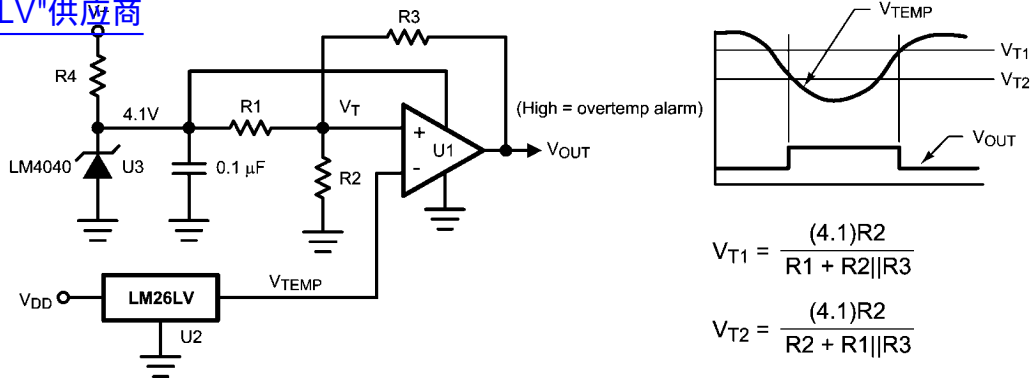 LV"供应商
V+
R4
4.1V
LM4040
U3
0.1 μF
R1
VT
R3
R2
+
-
U1
(High = overtemp alarm)
VOUT
VDD
LM26LV
U2
VTEMP
VTEMP
VT1
VT2
VOUT
VT1 = (4.1)R2 / R1 + R2||R3
VT2 = (4.1)R2 / R2 + R1||R3